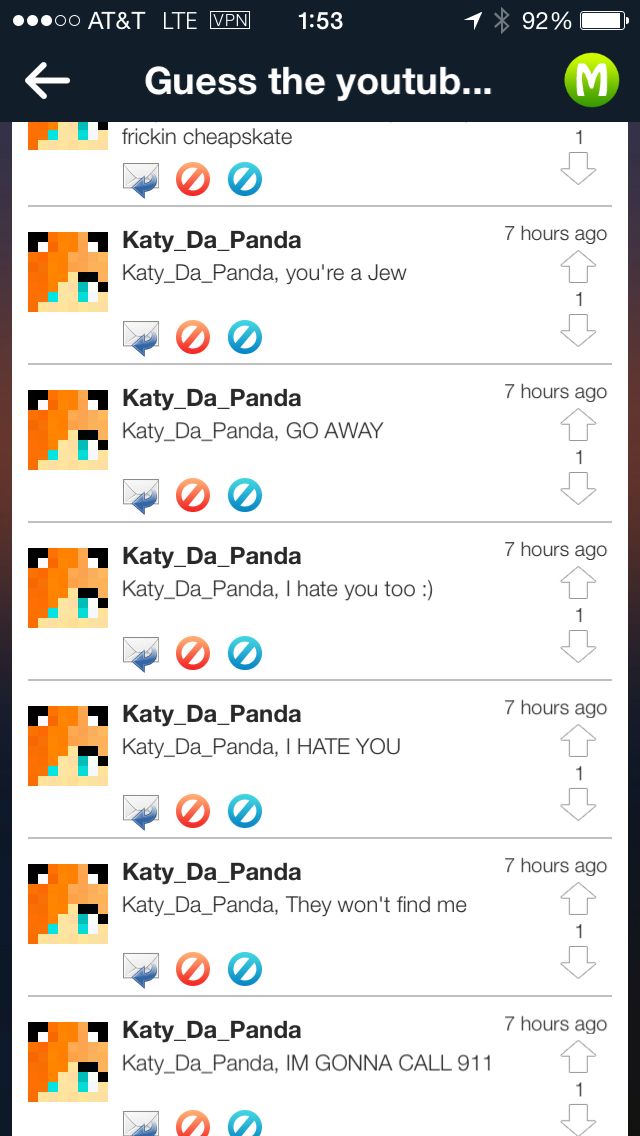 AT&T LTE VPN 1:53 92%
Guess the youtub... M
frickin cheapskate
1
Katy_Da_Panda 7 hours ago
Katy_Da_Panda, you're a Jew
1
Katy_Da_Panda 7 hours ago
Katy_Da_Panda, GO AWAY
1
Katy_Da_Panda 7 hours ago
Katy_Da_Panda, I hate you too :)
1
Katy_Da_Panda 7 hours ago
Katy_Da_Panda, I HATE YOU
1
Katy_Da_Panda 7 hours ago
Katy_Da_Panda, They won't find me
1
Katy_Da_Panda 7 hours ago
Katy_Da_Panda, IM GONNA CALL 911
1